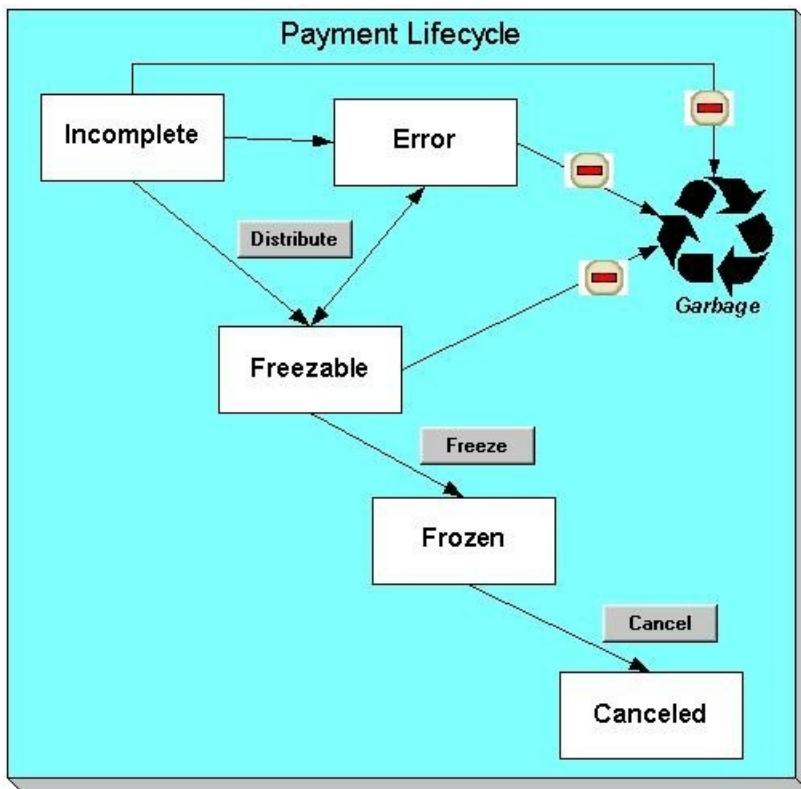 Payment Lifecycle
Incomplete
Error
Distribute
Garbage
Freezable
Freeze
Frozen
Cancel
Canceled